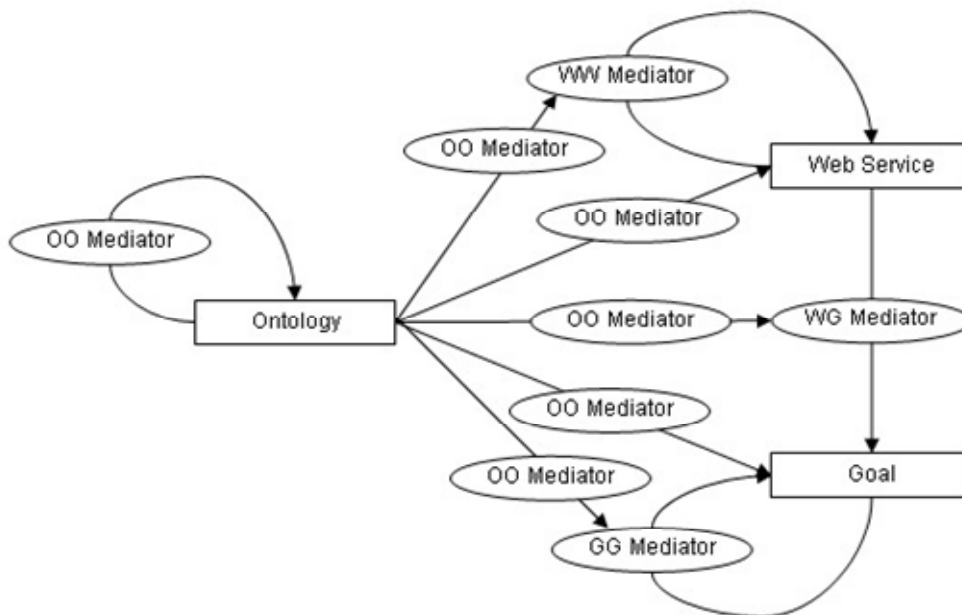 WW Mediator
OO Mediator
Web Service
OO Mediator
OO Mediator
Ontology
OO Mediator
WG Mediator
OO Mediator
OO Mediator
Goal
GG Mediator